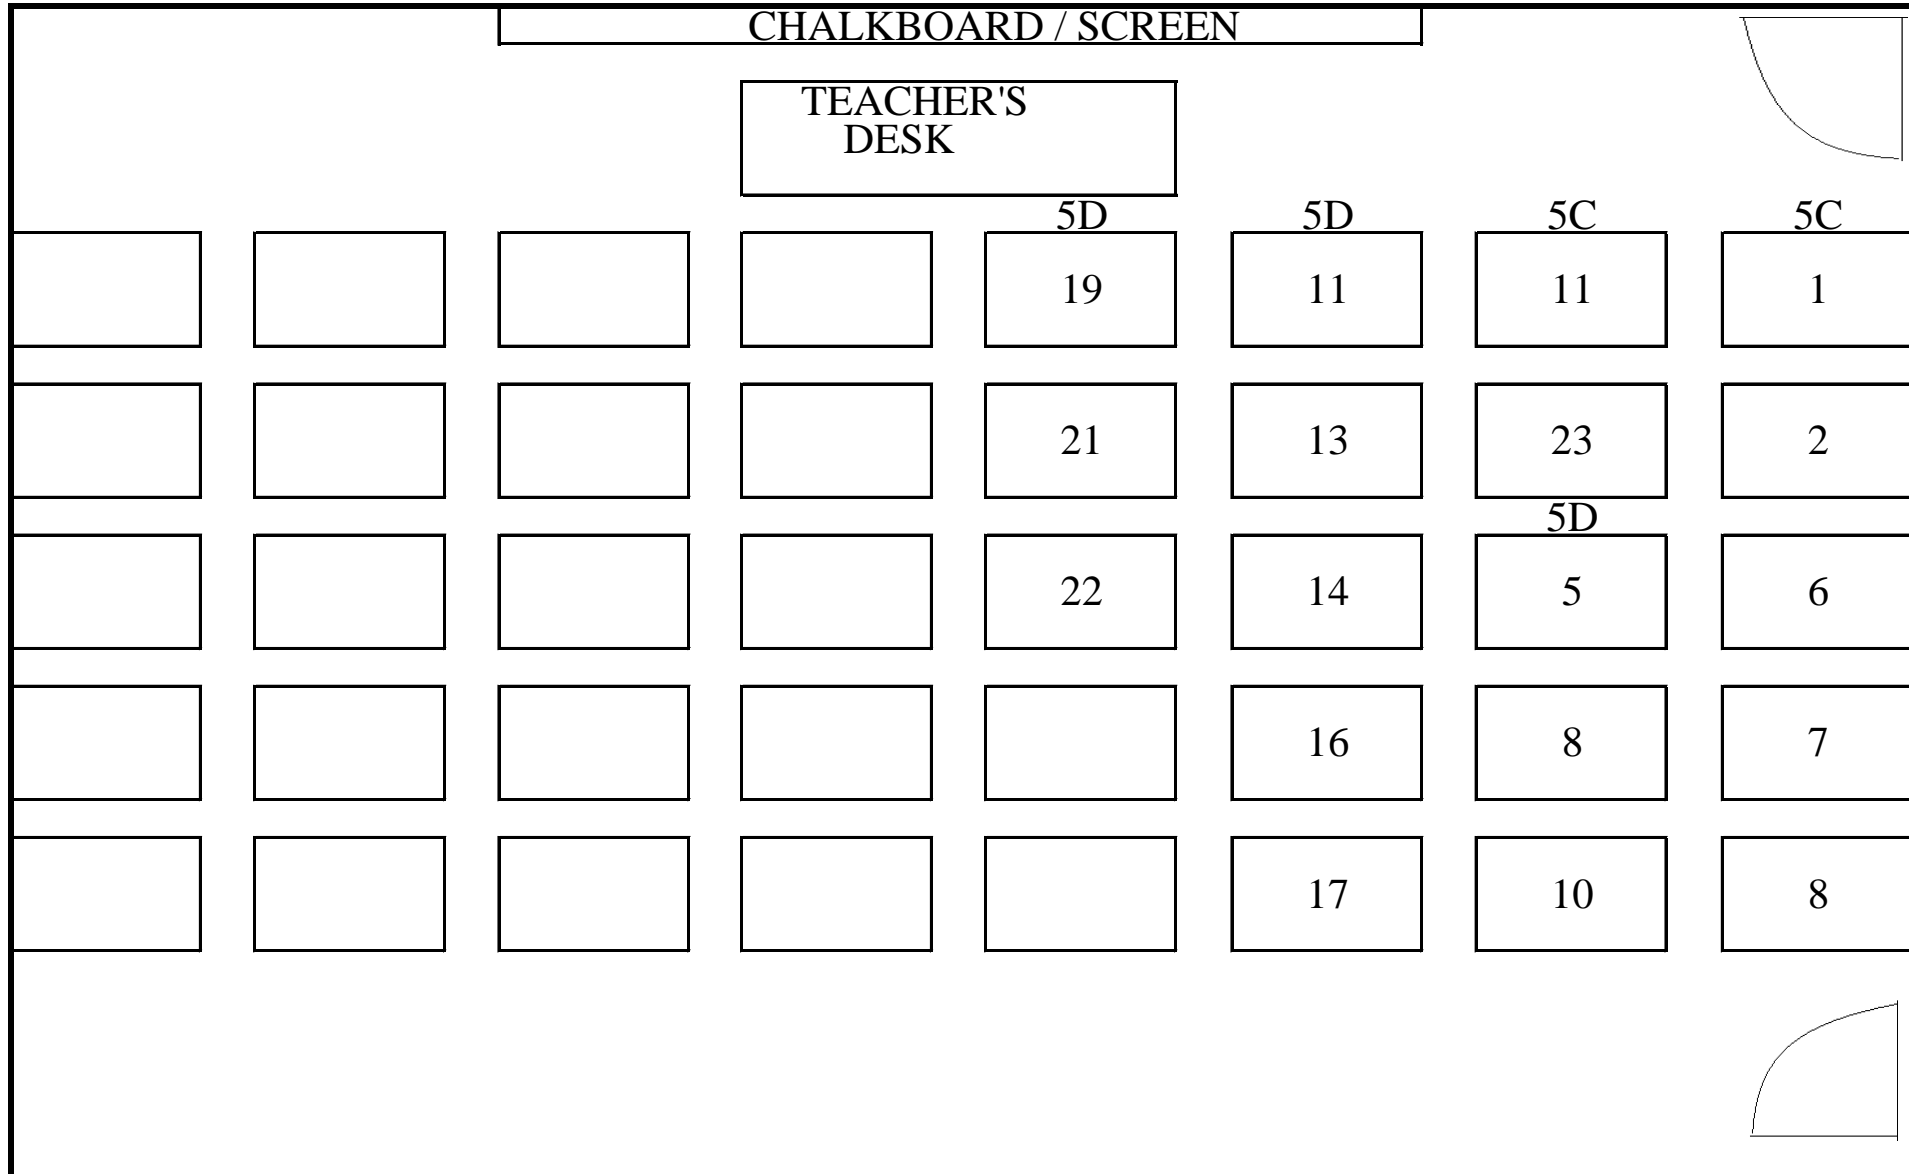 CHALKBOARD / SCREEN
TEACHER'S
DESK
5D 5D 5C 5C
19 11 11 1
21 13 23 2
5D
22 14 5 6
16 8 7
17 10 8